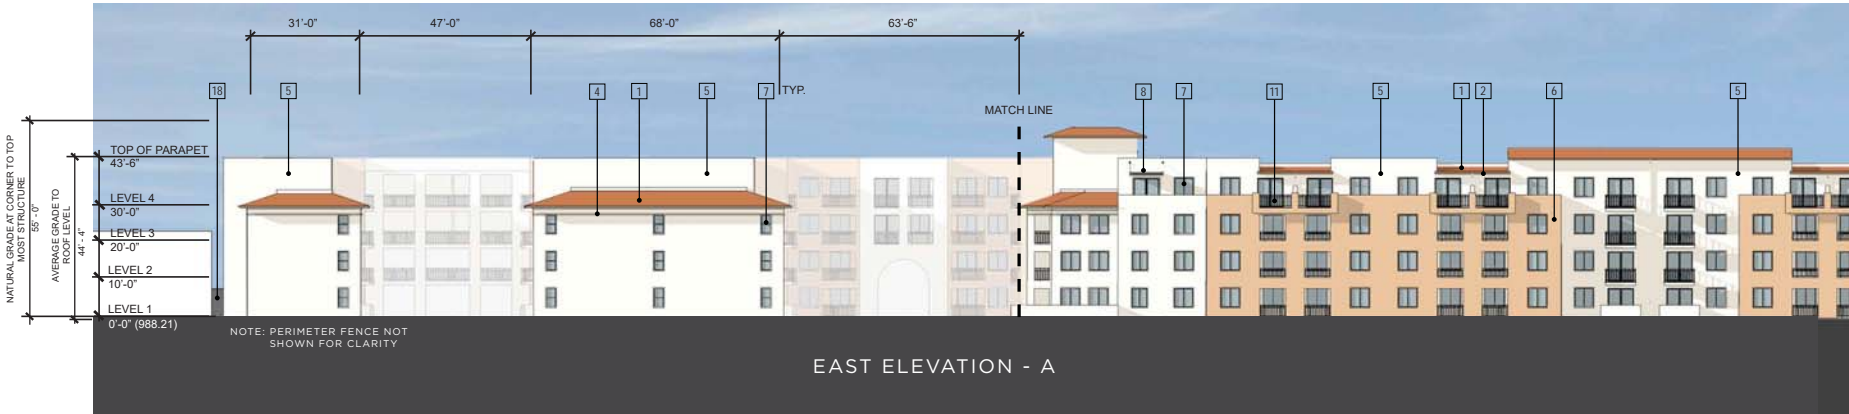 31'-0"
47'-0"
68'-0"
63'-6"
18
5
4
1
5
7
TYP.
MATCH LINE
8
7
11
5
1
2
6
5
NATURAL GRADE AT CORNER TO TOP
MOST STRUCTURE
55' - 0"
AVERAGE GRADE TO
ROOF LEVEL
44' - 4"
TOP OF PARAPET
43'-6"
LEVEL 4
30'-0"
LEVEL 3
20'-0"
LEVEL 2
10'-0"
LEVEL 1
0'-0" (988.21)
NOTE: PERIMETER FENCE NOT
SHOWN FOR CLARITY
EAST ELEVATION - A